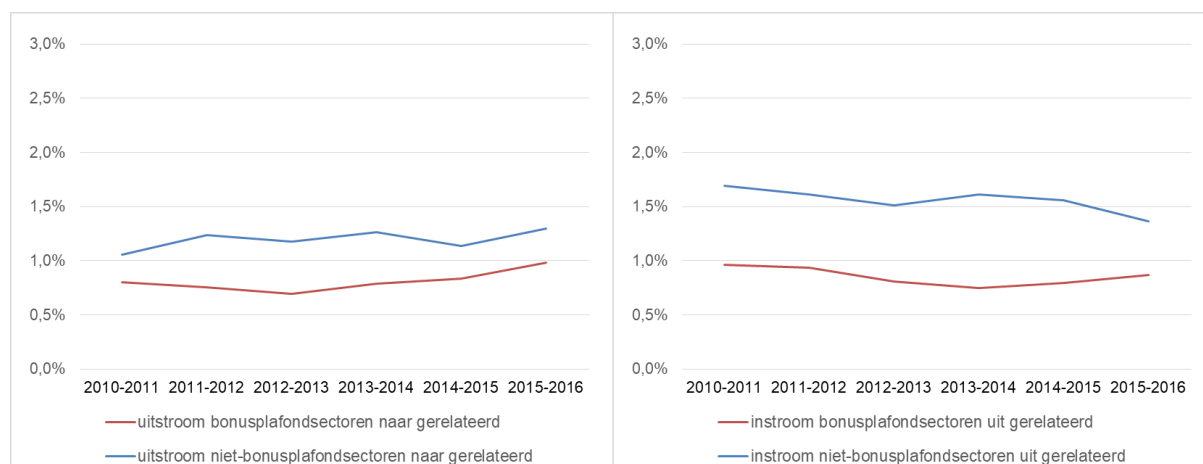 3,0%
2,5%
2,0%
1,5%
1,0%
0,5%
0,0%
2010-2011 2011-2012 2012-2013 2013-2014 2014-2015 2015-2016
uitstroom bonusplafondsectoren naar gerelateerd
uitstroom niet-bonusplafondsectoren naar gerelateerd
3,0%
2,5%
2,0%
1,5%
1,0%
0,5%
0,0%
2010-2011 2011-2012 2012-2013 2013-2014 2014-2015 2015-2016
instroom bonusplafondsectoren uit gerelateerd
instroom niet-bonusplafondsectoren uit gerelateerd